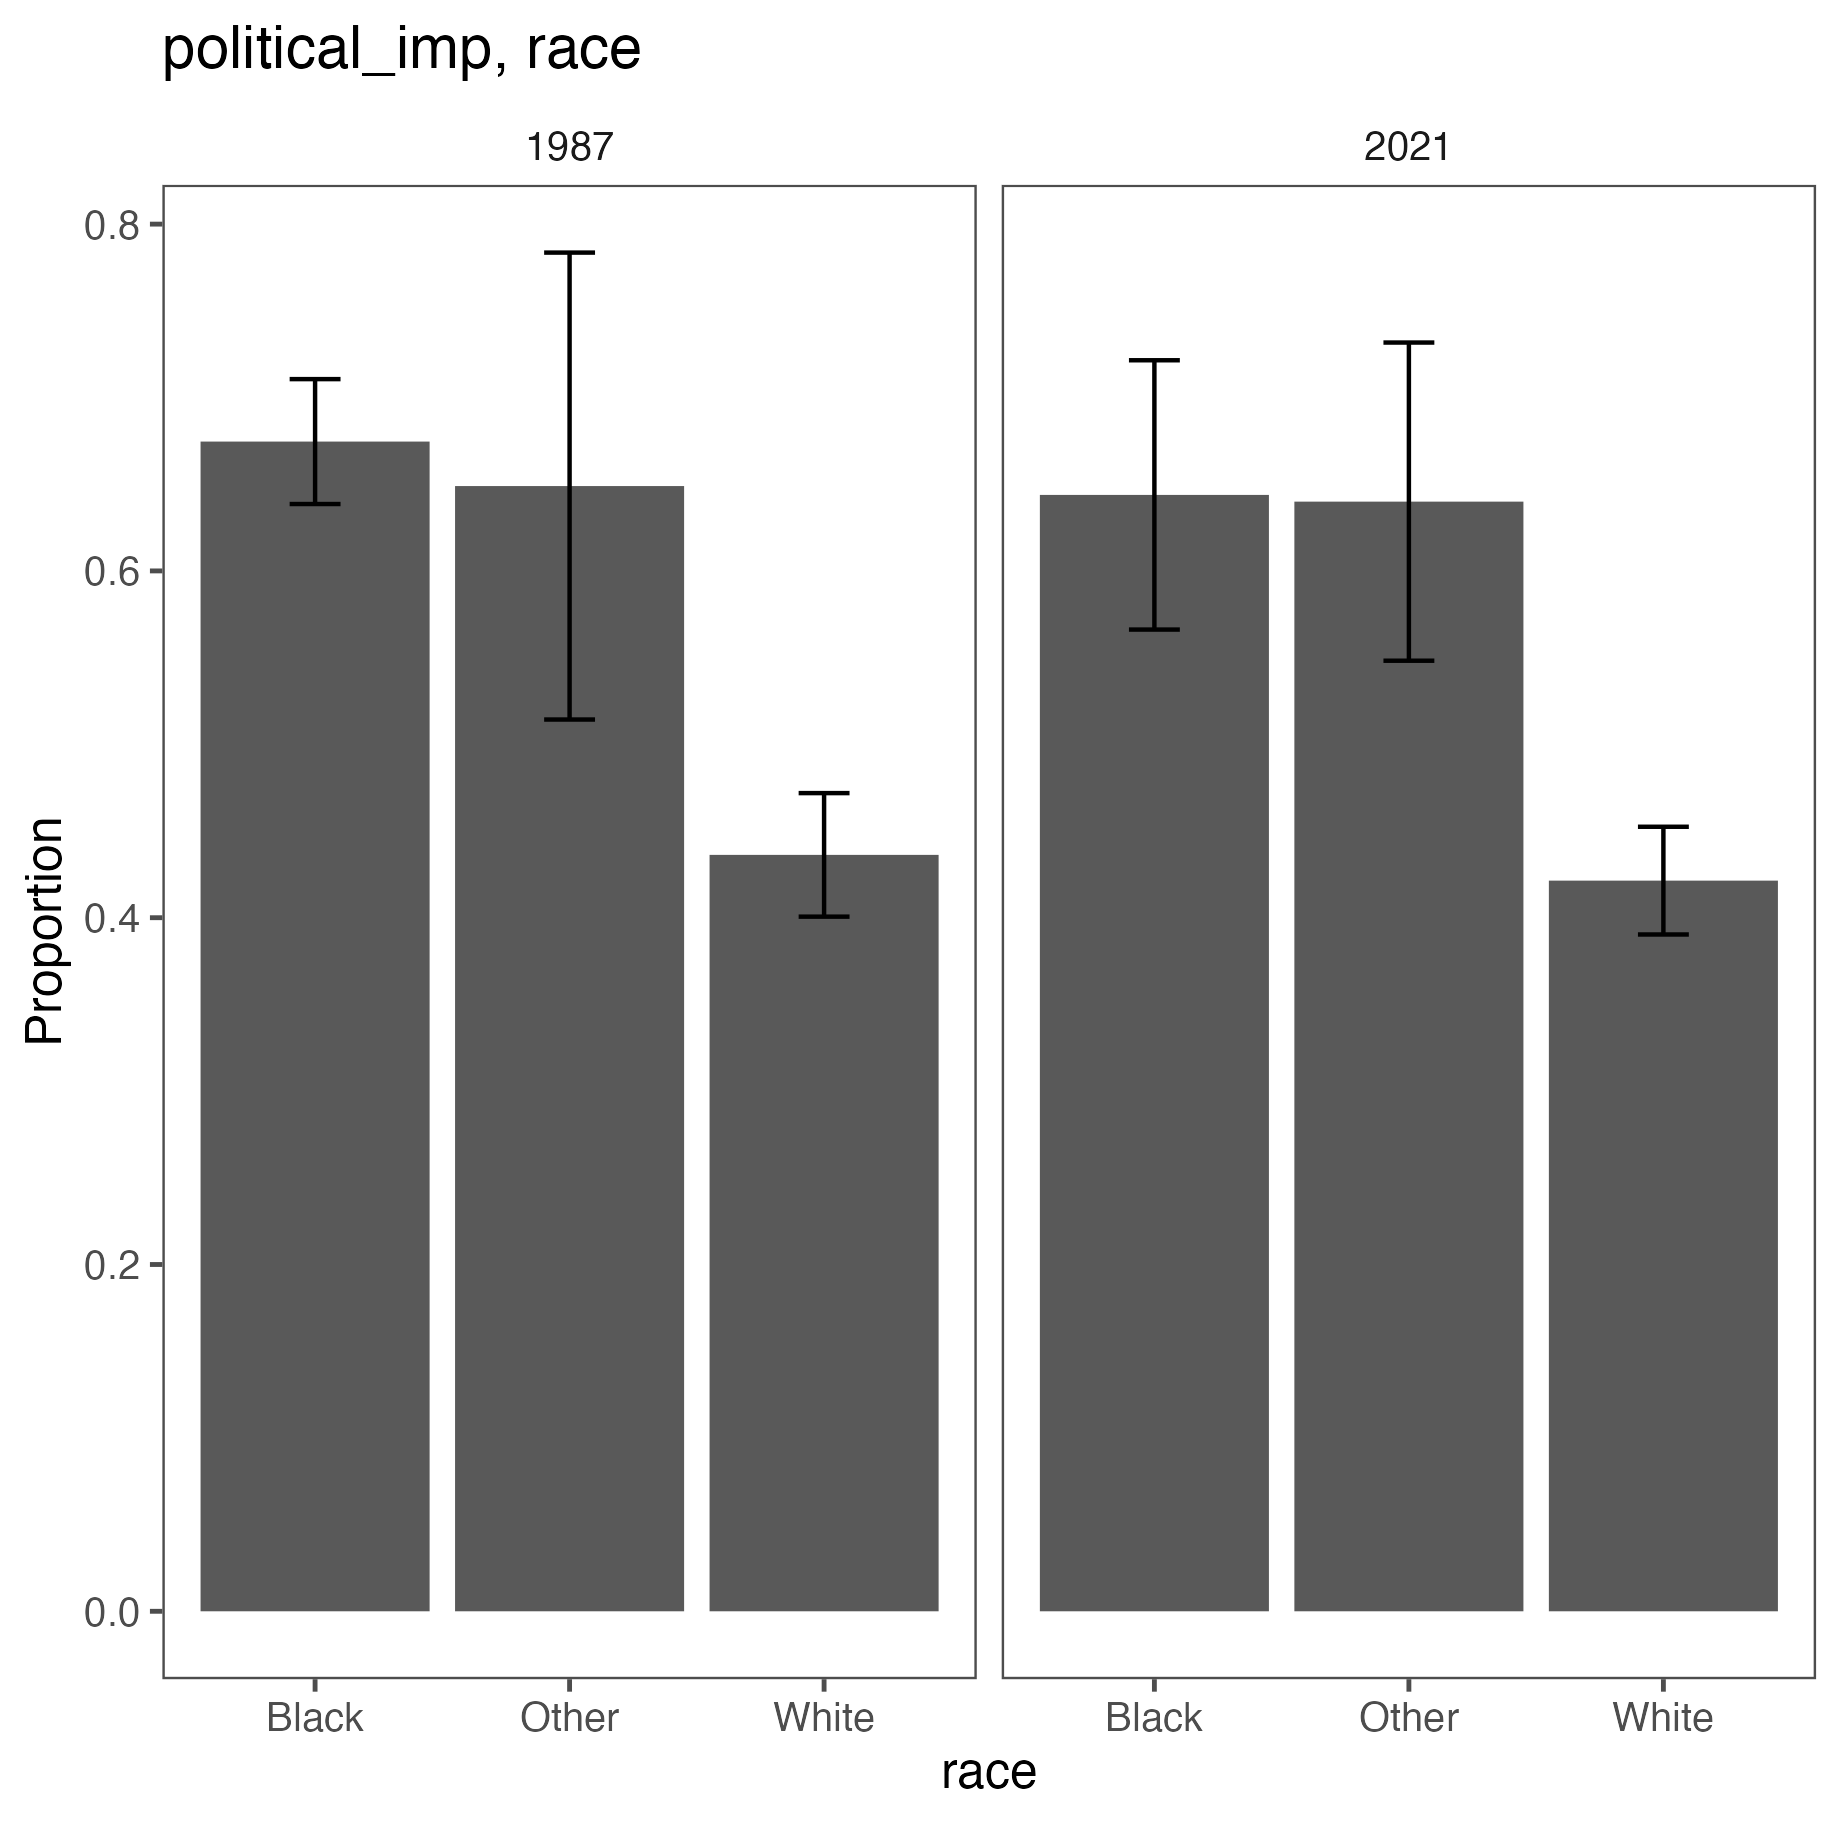 political_imp, race
1987
2021
Proportion
0.8
0.6
0.4
0.2
0.0
Black Other White
Black Other White
race